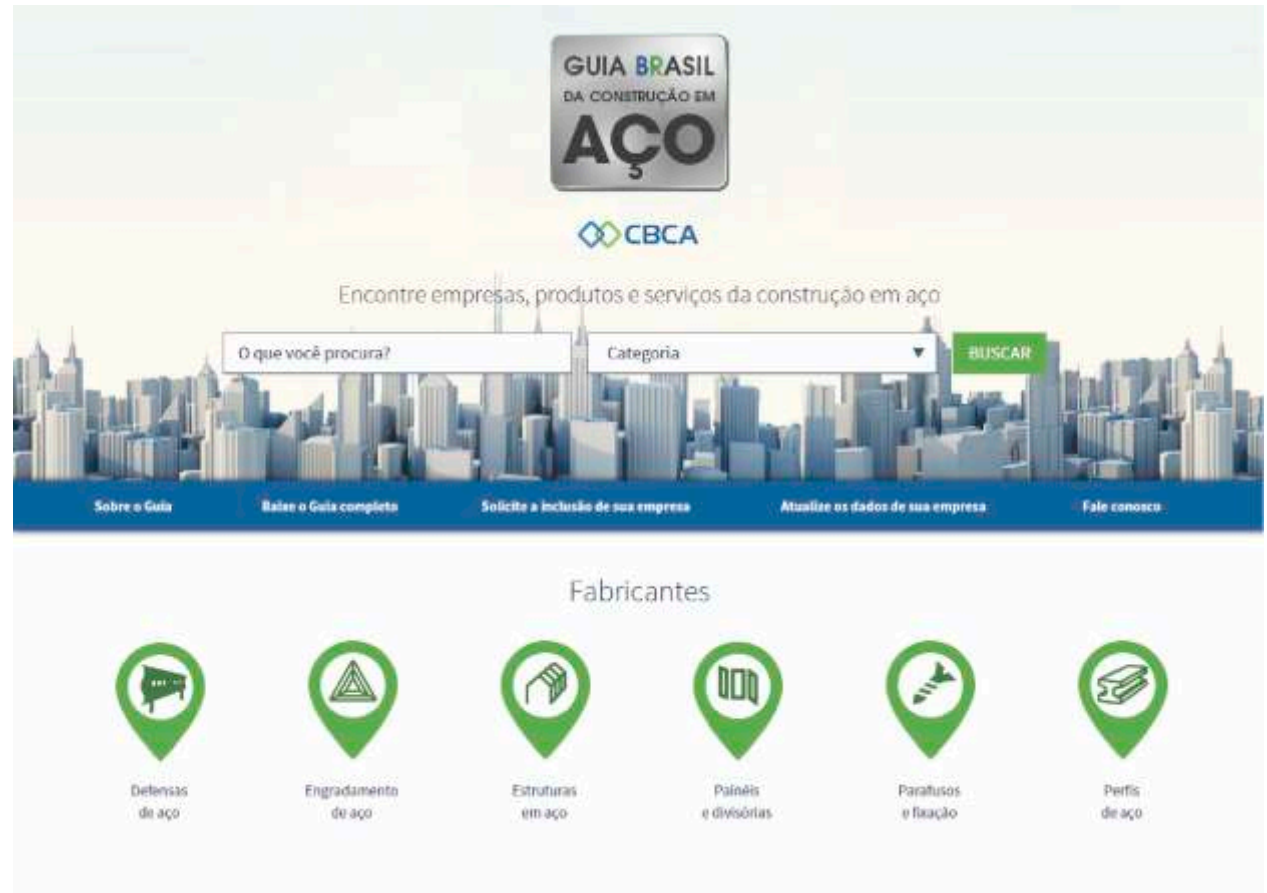 GUIA BRASIL
DA CONSTRUÇÃO EM
AÇO
CBCA
Encontre empresas, produtos e serviços da construção em aço
O que você procura?
Categoria
BUSCAR
Sobre o Guia
Baixe o Guia completo
Solicite a inclusão de sua empresa
Atualize os dados de sua empresa
Fale conosco
Fabricantes
Defensas
de aço
Engradamento
de aço
Estruturas
em aço
Painéis
e divisórias
Parafusos
e fixação
Perfis
de aço